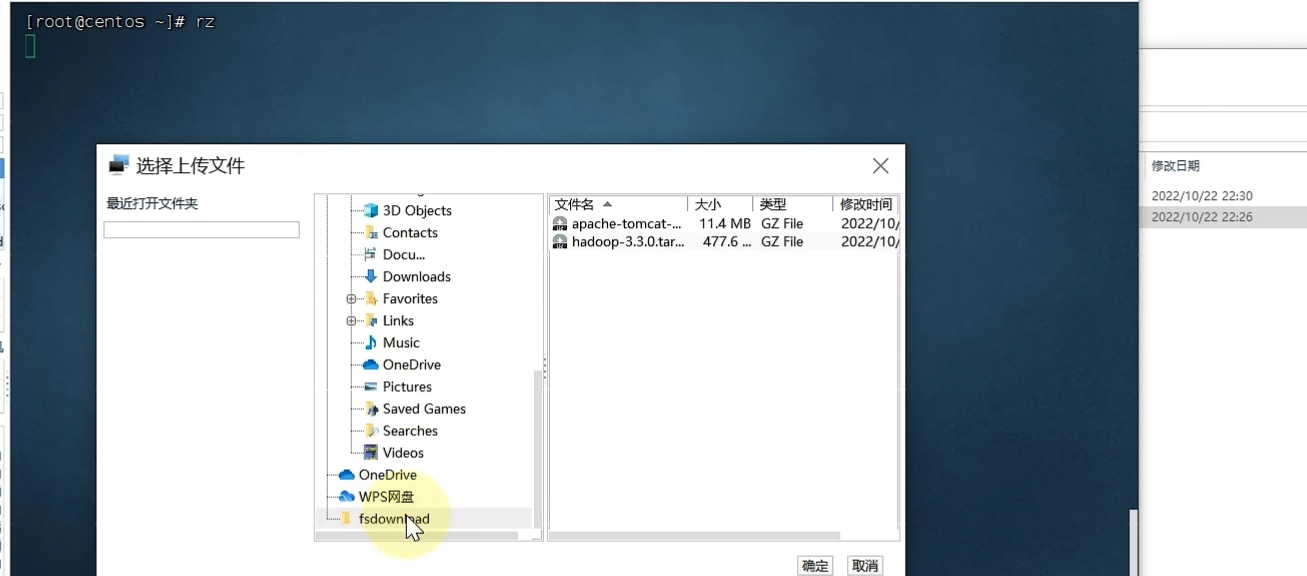 [root@centos ~]# rz
选择上传文件
最近打开文件夹
3D Objects
Contacts
Docu...
Downloads
Favorites
Links
Music
OneDrive
Pictures
Saved Games
Searches
Videos
OneDrive
WPS网盘
fsdownload
文件名 大小 类型 修改时间
apache-tomcat-... 11.4 MB GZ File 2022/10/
hadoop-3.3.0.tar... 477.6 ... GZ File 2022/10/
确定 取消
修改日期
2022/10/22 22:30
2022/10/22 22:26